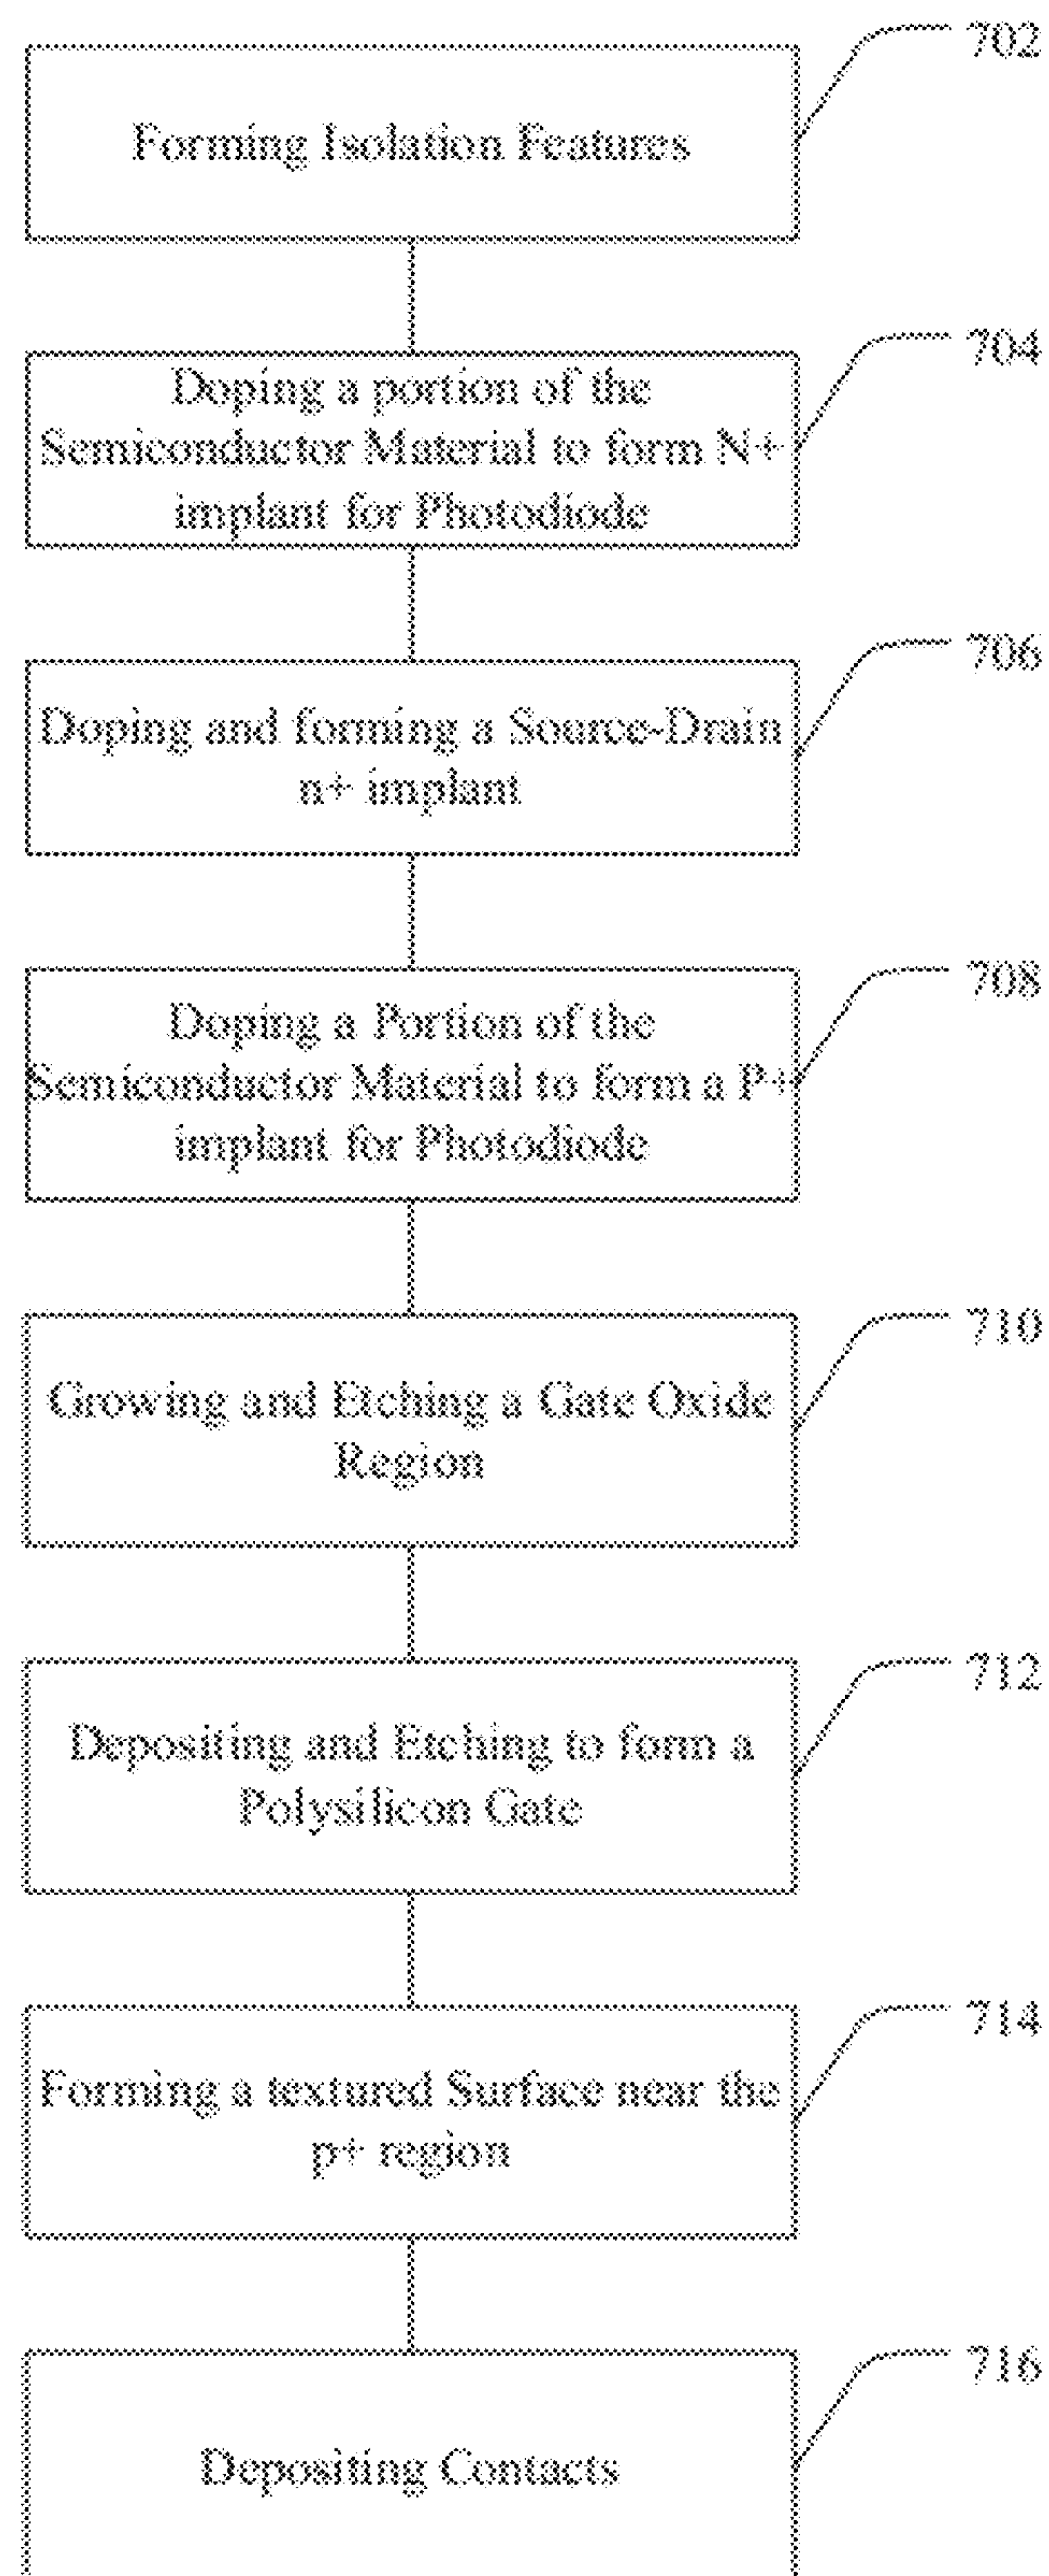 702
Forming Isolation Features
704
Doping a portion of the
Semiconductor Material to form N+
implant for Photodiode
706
Doping and forming a Source-Drain
n+ implant
708
Doping a Portion of the
Semiconductor Material to form a P+
implant for Photodiode
710
Growing and Etching a Gate Oxide
Region
712
Depositing and Etching to form a
Polysilicon Gate
714
Forming a textured Surface near the
p+ region
716
Depositing Contacts